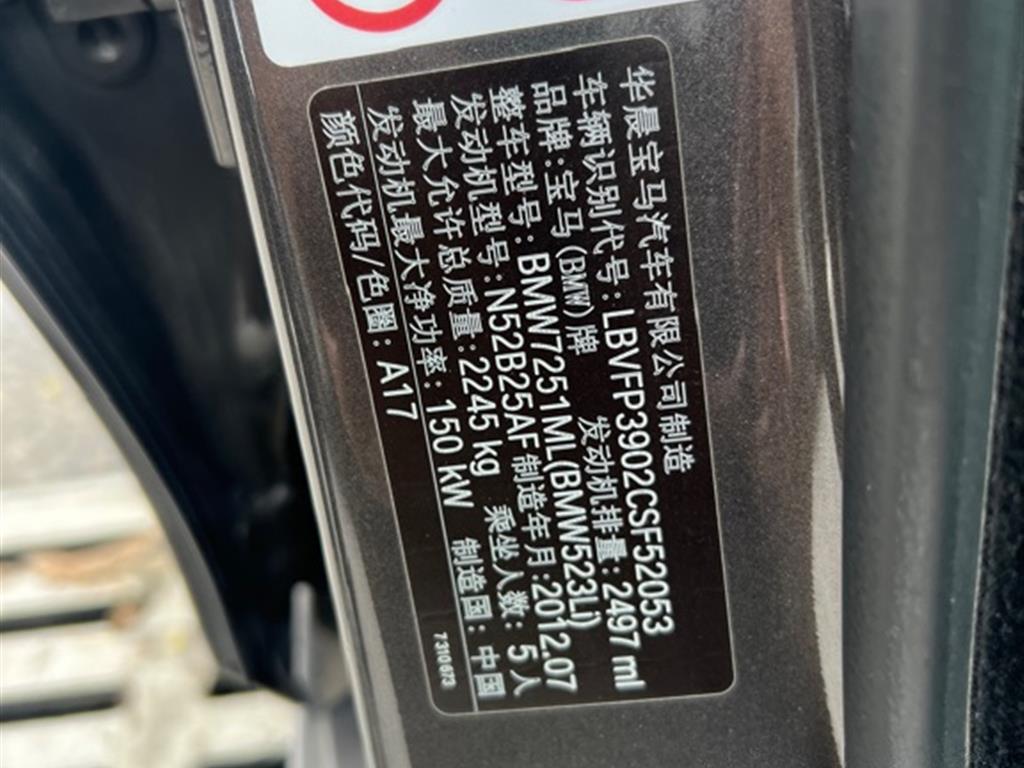 华晨宝马汽车有限公司制造
车辆识别代号:LBVFP3902CSF52053
品牌:宝马(BMW)牌 发动机排量:2497 ml
整车型号:BMW7251ML(BMW523Li)
发动机型号:N52B25AF 制造年月:2012.07
最大允许总质量:2245 kg 乘坐人数:5人
发动机最大净功率:150 kW 制造国:中国
颜色代码/色圈:A17
7310673